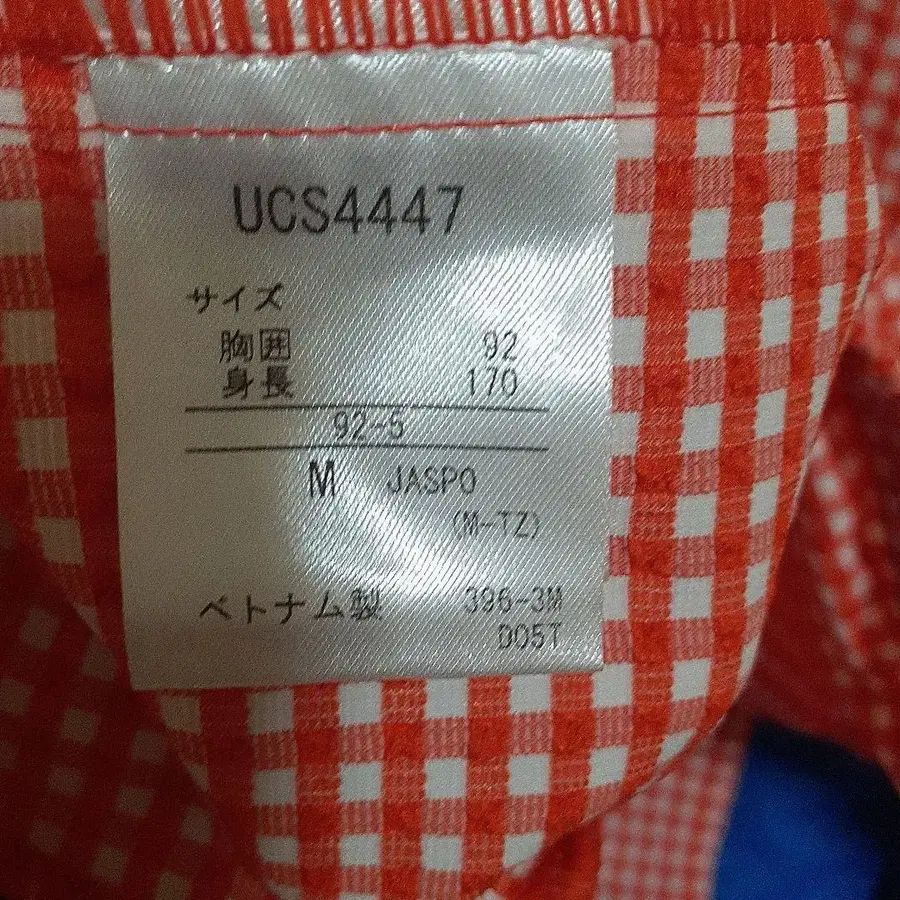 UCS4447
サイズ
胸囲 92
身長 170
92-5
M JASPO
(M-TZ)
ベトナム製 396-3M
D05T